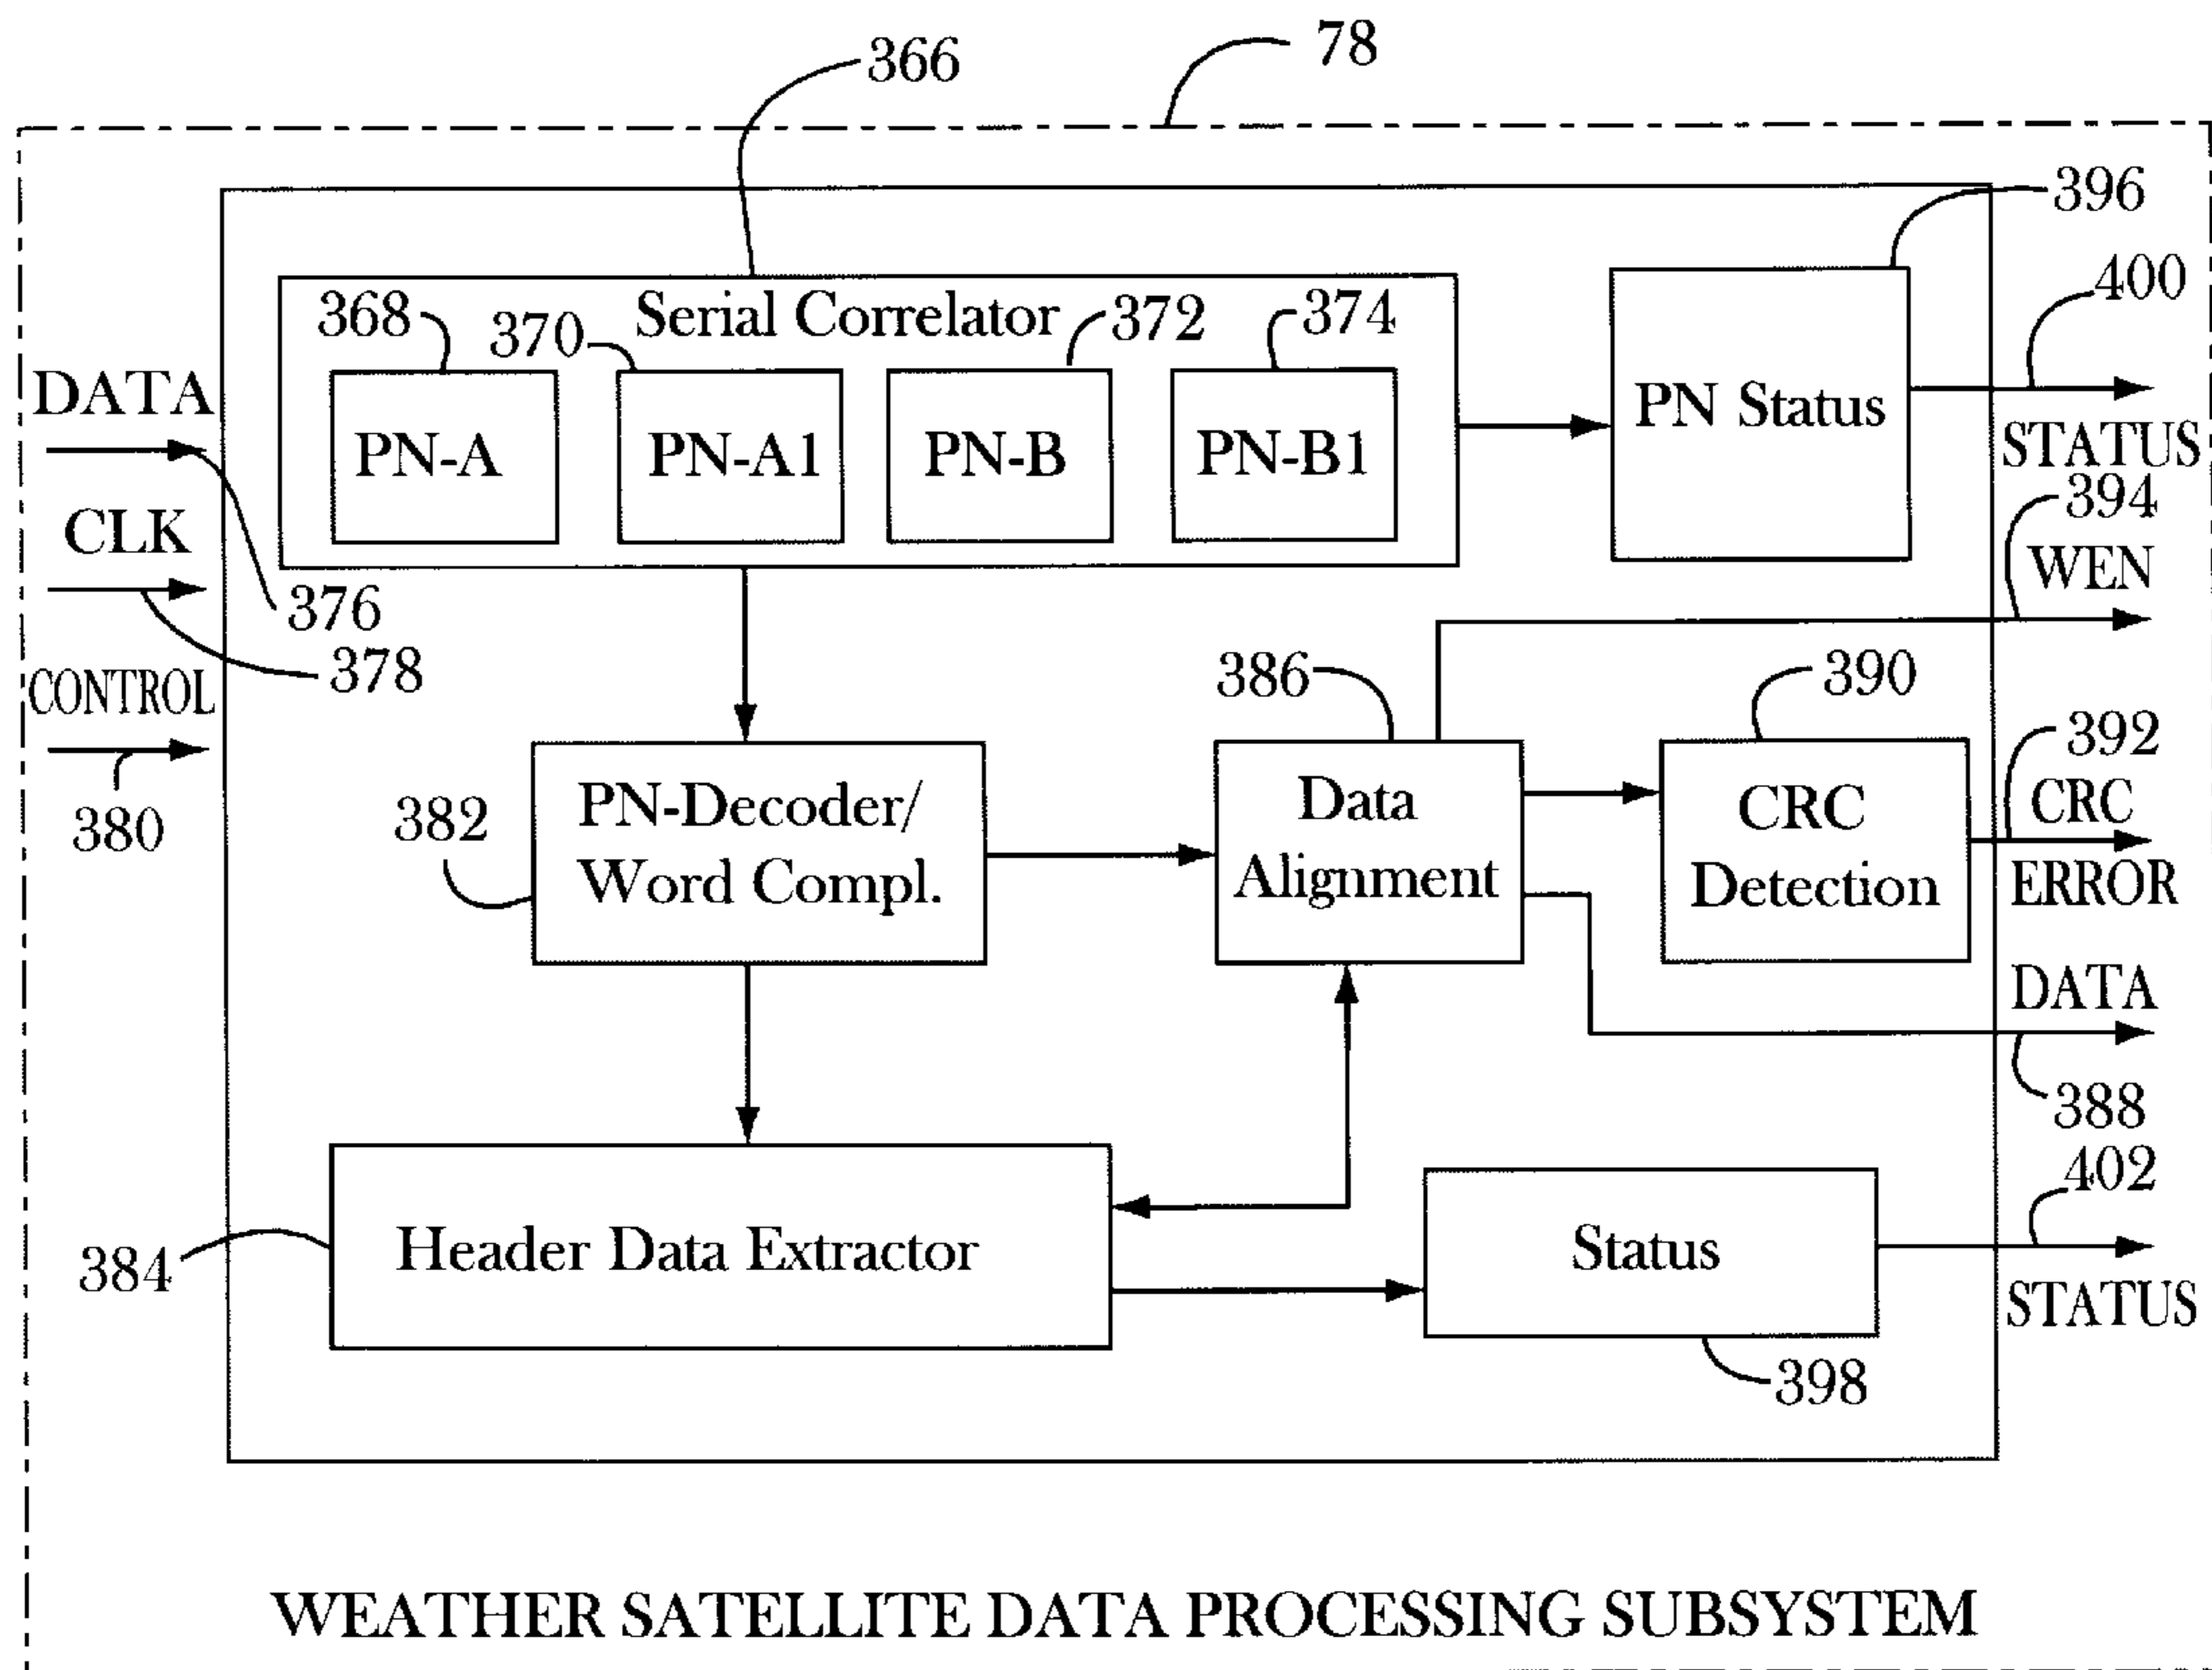 78
366
396
400
Serial Correlator
368
370
372
374
DATA
PN-A
PN-A1
PN-B
PN-B1
PN Status
STATUS
394
CLK
WEN
376
378
CONTROL
386
390
392
380
382
PN-Decoder/
Word Compl.
Data
Alignment
CRC
Detection
CRC
ERROR
DATA
388
402
384
Header Data Extractor
Status
STATUS
398
WEATHER SATELLITE DATA PROCESSING SUBSYSTEM